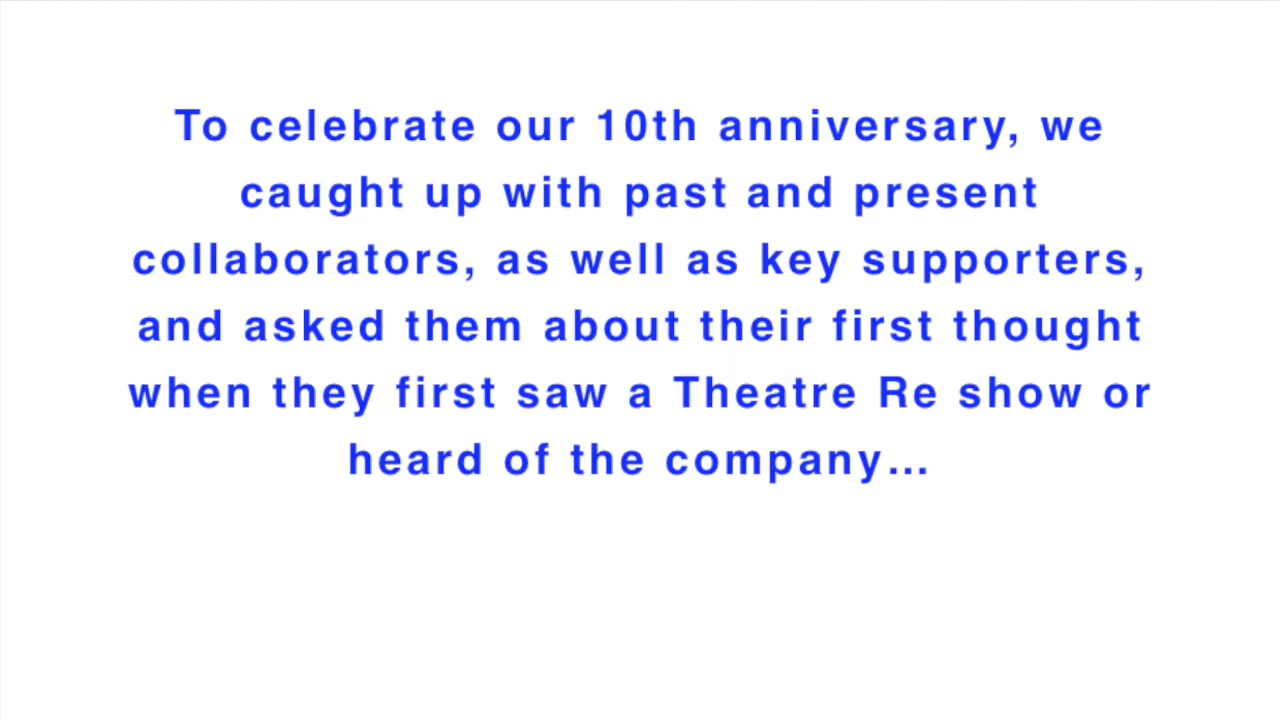 To celebrate our 10th anniversary, we
caught up with past and present
collaborators, as well as key supporters,
and asked them about their first thought
when they first saw a Theatre Re show or
heard of the company...